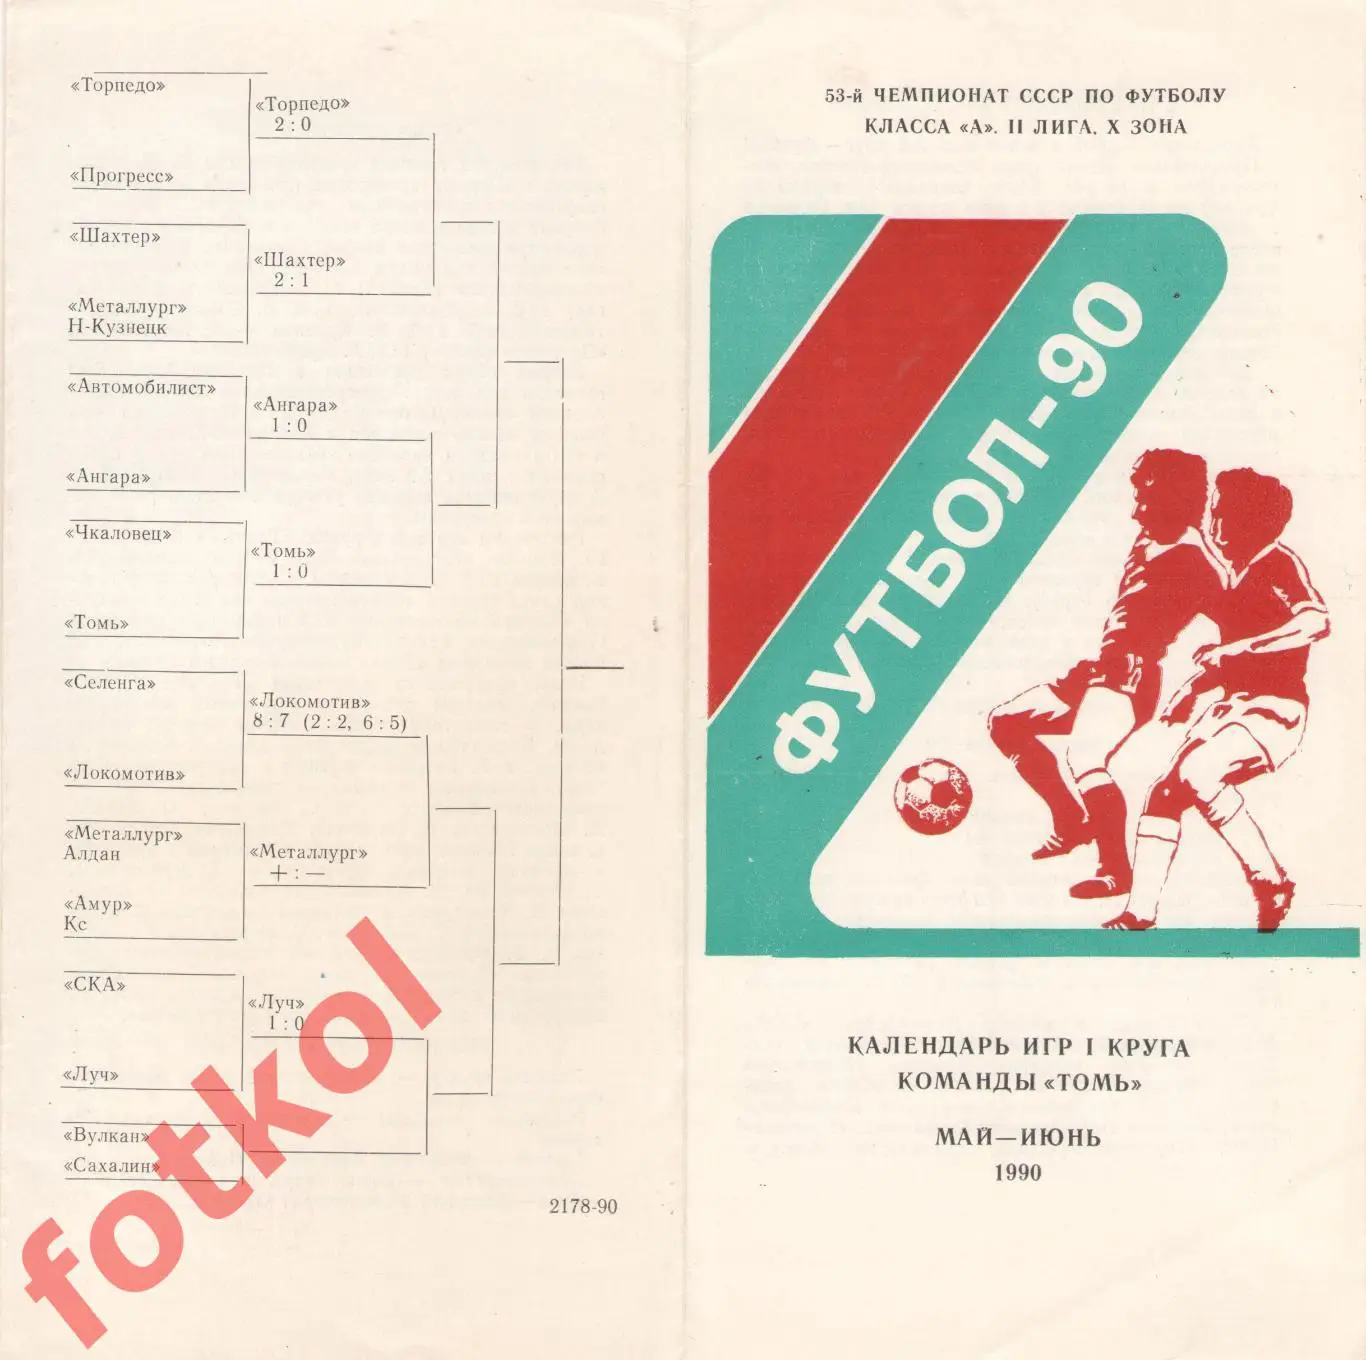 «Торпедо»
«Торпедо»
2 : 0
«Прогресс»
«Шахтер»
«Шахтер»
2 : 1
«Металлург»
Н-Кузнецк
«Автомобилист»
«Ангара»
1 : 0
«Ангара»
«Чкаловец»
«Томь»
1 : 0
«Томь»
«Селенга»
«Локомотив»
8 : 7 (2 : 2, 6 : 5)
«Локомотив»
«Металлург»
Алдан
«Металлург»
+ : —
«Амур»
Кс
«СКА»
«Луч»
1 : 0
«Луч»
«Вулкан»
«Сахалин»
2178-90
fotkol
53-й ЧЕМПИОНАТ СССР ПО ФУТБОЛУ
КЛАССА «А». II ЛИГА. X ЗОНА
ФУТБОЛ-90
КАЛЕНДАРЬ ИГР I КРУГА
КОМАНДЫ «ТОМЬ»
МАЙ—ИЮНЬ
1990